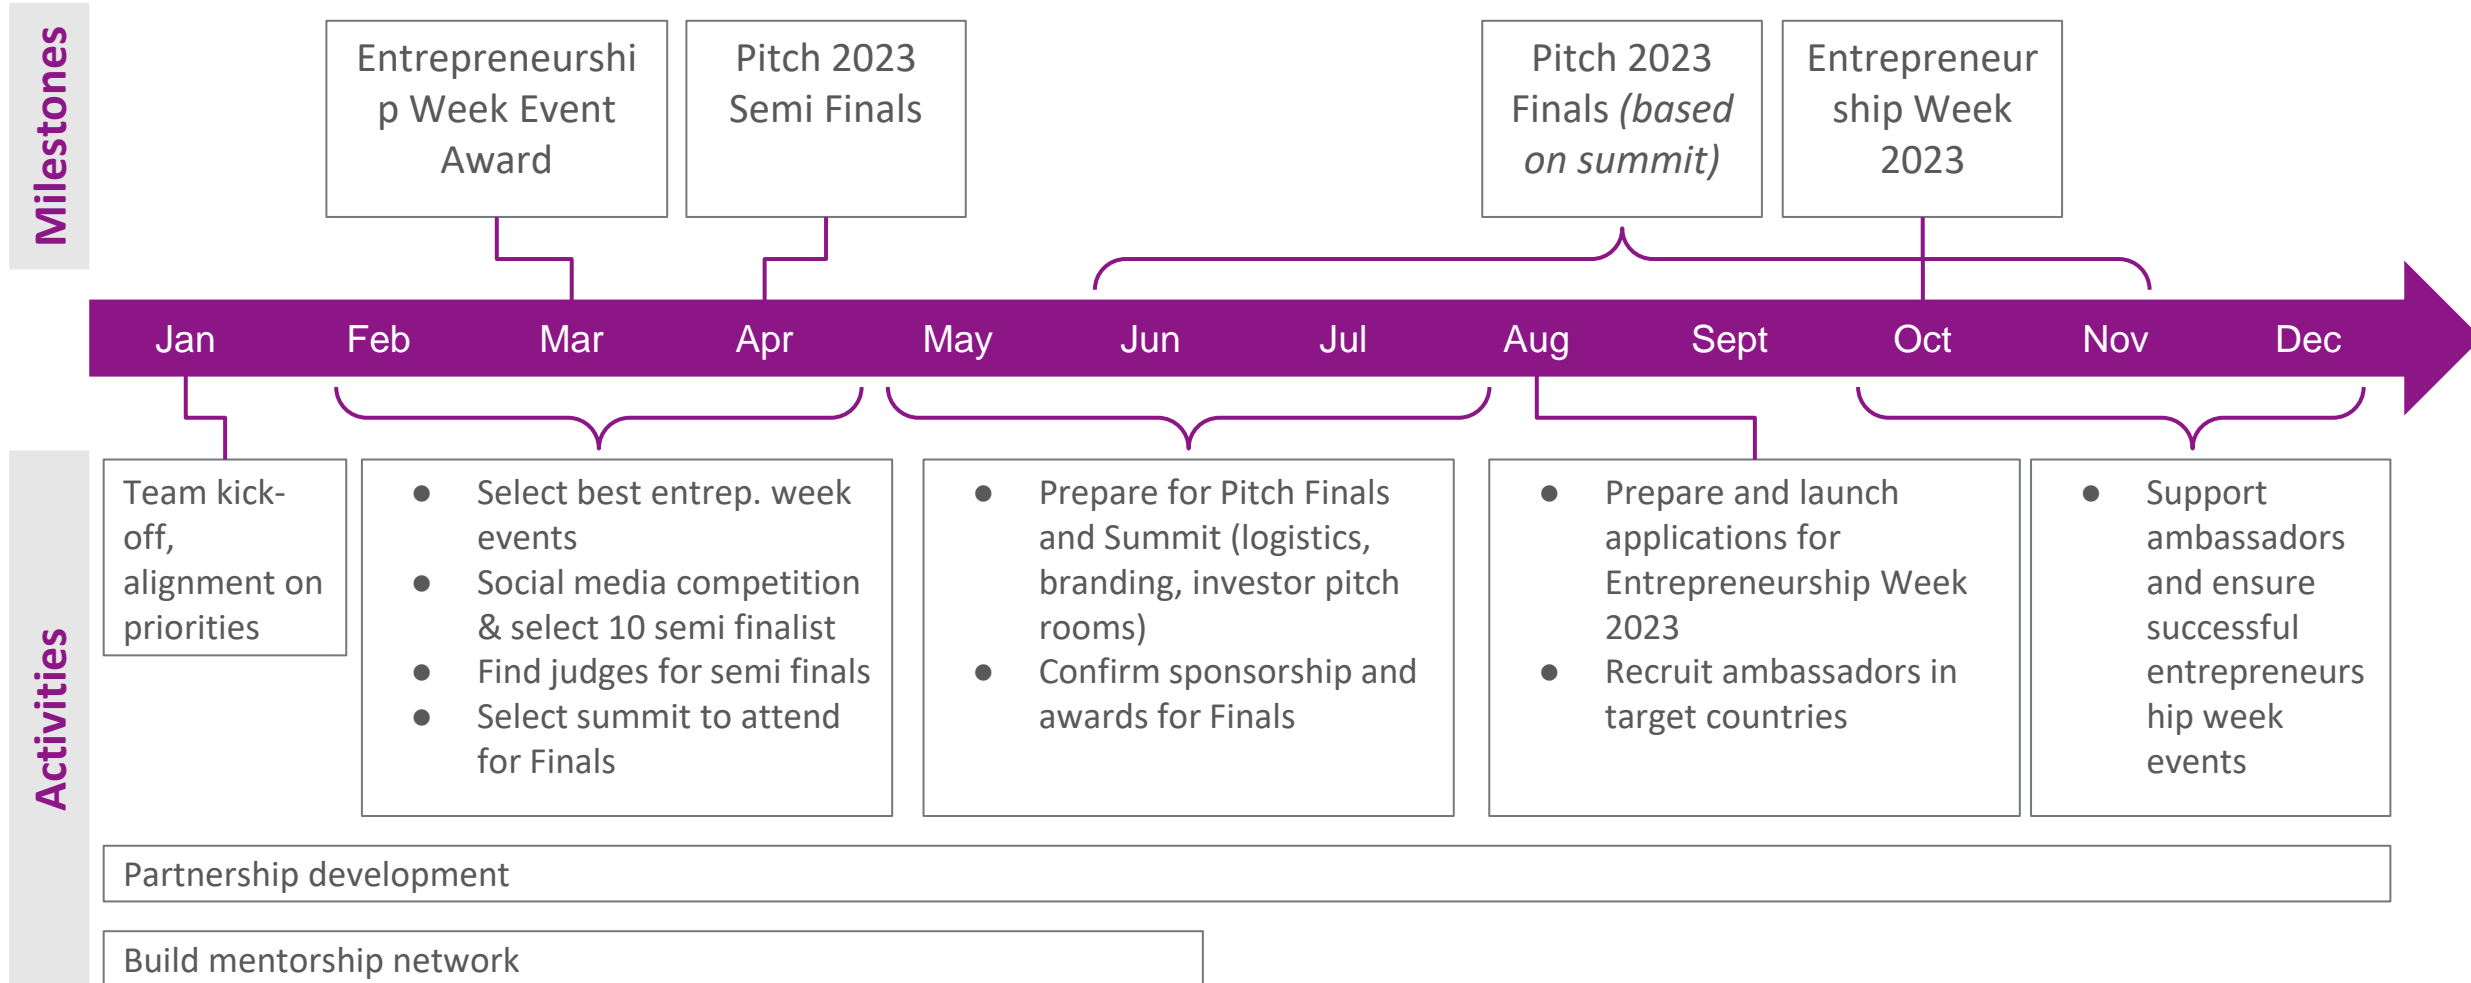 Milestones
Entrepreneurshi
p Week Event
Award
Pitch 2023
Semi Finals
Pitch 2023
Finals (based
on summit)
Entrepreneur
ship Week
2023
Jan Feb Mar Apr May Jun Jul Aug Sept Oct Nov Dec
Activities
Team kick-
off,
alignment on
priorities
● Select best entrep. week
events
● Social media competition
& select 10 semi finalist
● Find judges for semi finals
● Select summit to attend
for Finals
● Prepare for Pitch Finals
and Summit (logistics,
branding, investor pitch
rooms)
● Confirm sponsorship and
awards for Finals
● Prepare and launch
applications for
Entrepreneurship Week
2023
● Recruit ambassadors in
target countries
● Support
ambassadors
and ensure
successful
entrepreneurs
hip week
events
Partnership development
Build mentorship network